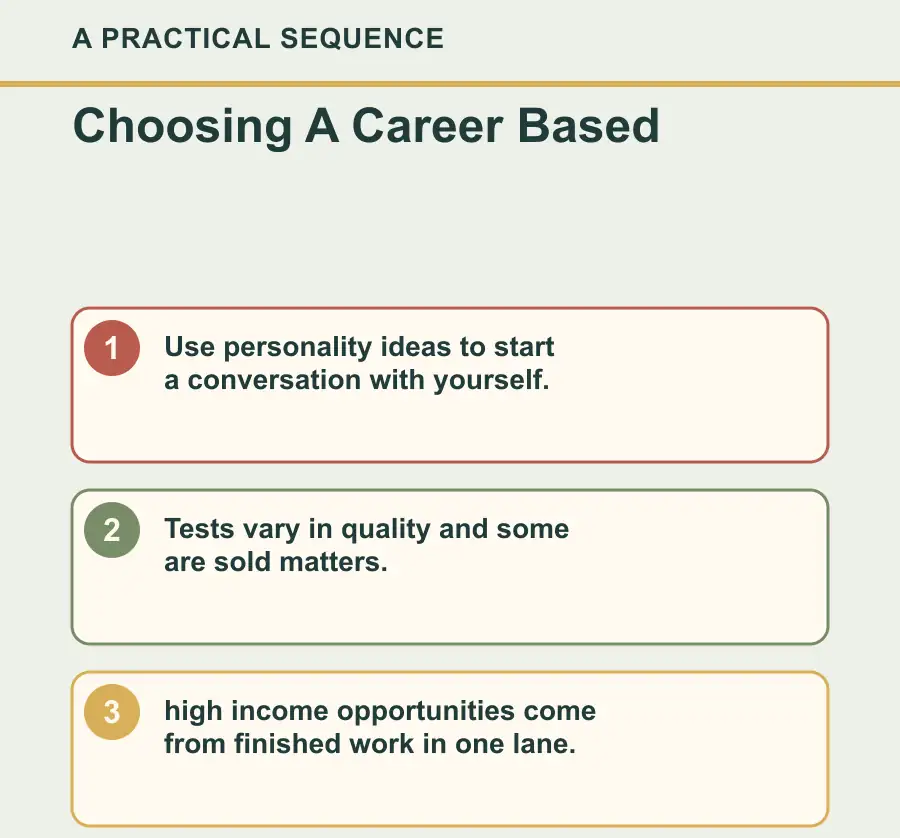 A PRACTICAL SEQUENCE
Choosing A Career Based
1
Use personality ideas to start
a conversation with yourself.
2
Tests vary in quality and some
are sold matters.
3
high income opportunities come
from finished work in one lane.